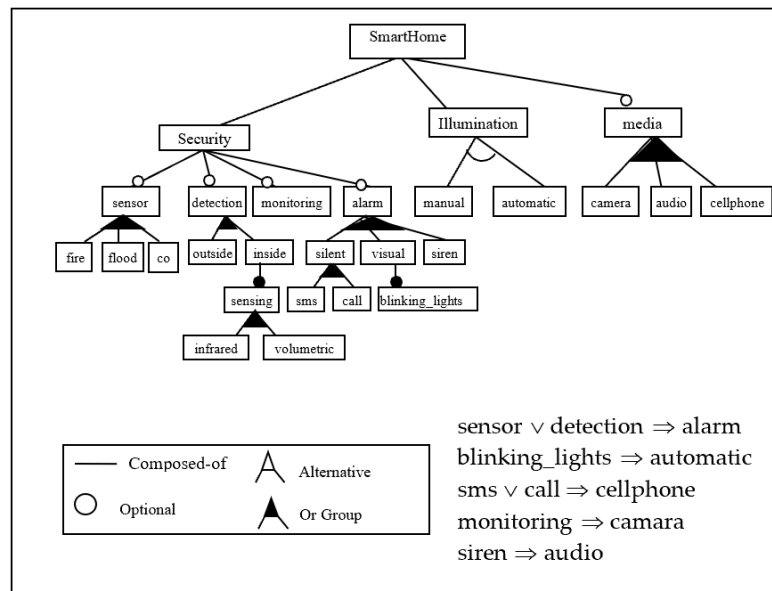 SmartHome
Security
Illumination
media
sensor
detection
monitoring
alarm
manual
automatic
camera
audio
cellphone
fire
flood
co
outside
inside
silent
visual
siren
sensing
sms
call
blinking_lights
infrared
volumetric
Composed-of
Alternative
Optional
Or Group
sensor ∨ detection ⇒ alarm
blinking_lights ⇒ automatic
sms ∨ call ⇒ cellphone
monitoring ⇒ camara
siren ⇒ audio